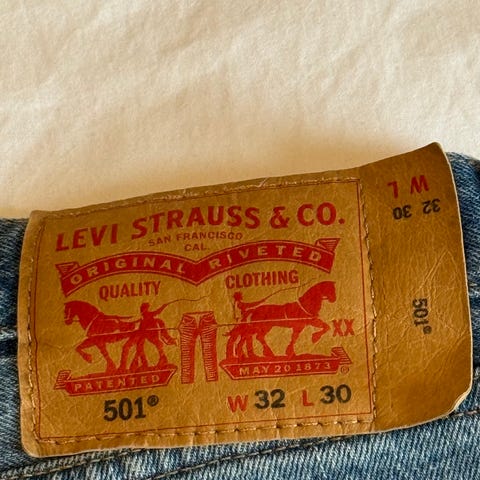 LEVI STRAUSS & CO.
SAN FRANCISCO
CAL.
ORIGINAL RIVETED
QUALITY CLOTHING
XX
PATENTED MAY 20 1873
501® W 32 L 30
W L
32 30
501®